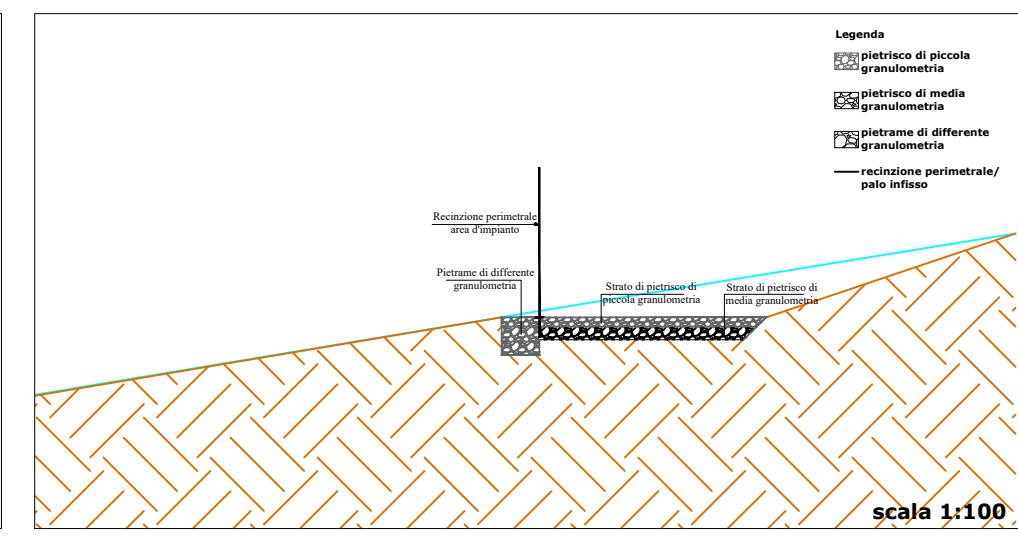 Legenda
pietrisco di piccola
granulometria
pietrisco di media
granulometria
pietrame di differente
granulometria
recinzione perimetrale/
palo infisso
Recinzione perimetrale
area d'impianto
Pietrame di differente
granulometria
Strato di pietrisco di
piccola granulometria
Strato di pietrisco di
media granulometria
scala 1:100